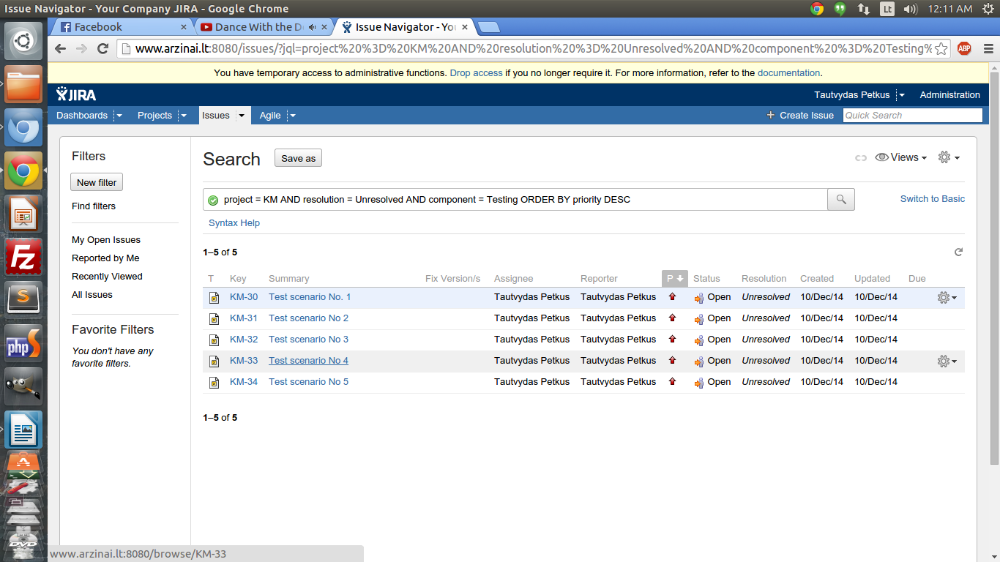 Issue Navigator - Your Company JIRA - Google Chrome
Lt
12:11 AM
Facebook
Dance With the D
Issue Navigator - Yo
www.arzinai.lt:8080/issues/?jql=project%20%3D%20KM%20AND%20resolution%20%3D%20Unresolved%20AND%20component%20%3D%20Testing%
ABP
You have temporary access to administrative functions. Drop access if you no longer require it. For more information, refer to the documentation.
JIRA
Tautvydas Petkus
Administration
Dashboards
Projects
Issues
Agile
Create Issue
Quick Search
Filters
New filter
Find filters
My Open Issues
Reported by Me
Recently Viewed
All Issues
Favorite Filters
You don't have any
favorite filters.
Search
Save as
Views
project = KM AND resolution = Unresolved AND component = Testing ORDER BY priority DESC
Switch to Basic
Syntax Help
1–5 of 5
T Key Summary Fix Version/s Assignee Reporter P Status Resolution Created Updated Due
KM-30 Test scenario No. 1 Tautvydas Petkus Tautvydas Petkus Open Unresolved 10/Dec/14 10/Dec/14
KM-31 Test scenario No 2 Tautvydas Petkus Tautvydas Petkus Open Unresolved 10/Dec/14 10/Dec/14
KM-32 Test scenario No 3 Tautvydas Petkus Tautvydas Petkus Open Unresolved 10/Dec/14 10/Dec/14
KM-33 Test scenario No 4 Tautvydas Petkus Tautvydas Petkus Open Unresolved 10/Dec/14 10/Dec/14
KM-34 Test scenario No 5 Tautvydas Petkus Tautvydas Petkus Open Unresolved 10/Dec/14 10/Dec/14
1–5 of 5
Fz
S
php
DVD
www.arzinai.lt:8080/browse/KM-33